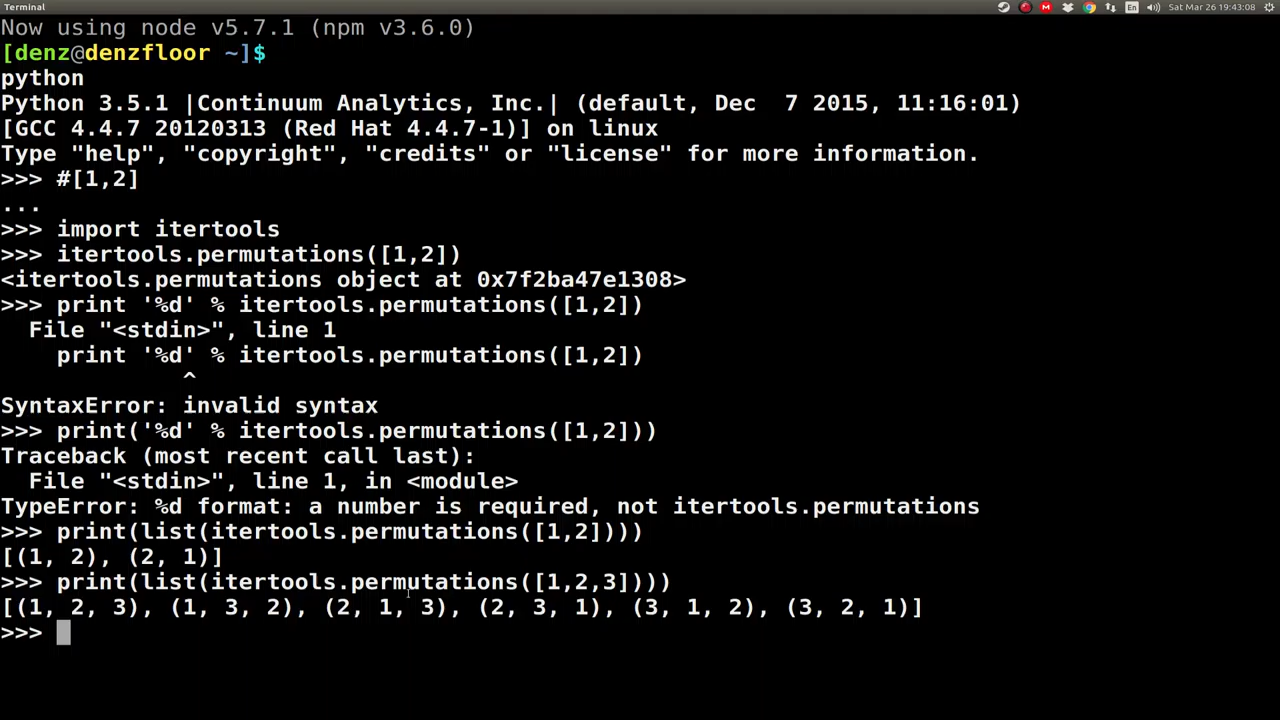 Terminal
En
Sat Mar 26 19:43:08
Now using node v5.7.1 (npm v3.6.0)
[denz@denzfloor ~]$
python
Python 3.5.1 |Continuum Analytics, Inc.| (default, Dec  7 2015, 11:16:01)
[GCC 4.4.7 20120313 (Red Hat 4.4.7-1)] on linux
Type "help", "copyright", "credits" or "license" for more information.
>>> #[1,2]
...
>>> import itertools
>>> itertools.permutations([1,2])
<itertools.permutations object at 0x7f2ba47e1308>
>>> print '%d' % itertools.permutations([1,2])
  File "<stdin>", line 1
    print '%d' % itertools.permutations([1,2])
             ^
SyntaxError: invalid syntax
>>> print('%d' % itertools.permutations([1,2]))
Traceback (most recent call last):
  File "<stdin>", line 1, in <module>
TypeError: %d format: a number is required, not itertools.permutations
>>> print(list(itertools.permutations([1,2])))
[(1, 2), (2, 1)]
>>> print(list(itertools.permutations([1,2,3])))
[(1, 2, 3), (1, 3, 2), (2, 1, 3), (2, 3, 1), (3, 1, 2), (3, 2, 1)]
>>>